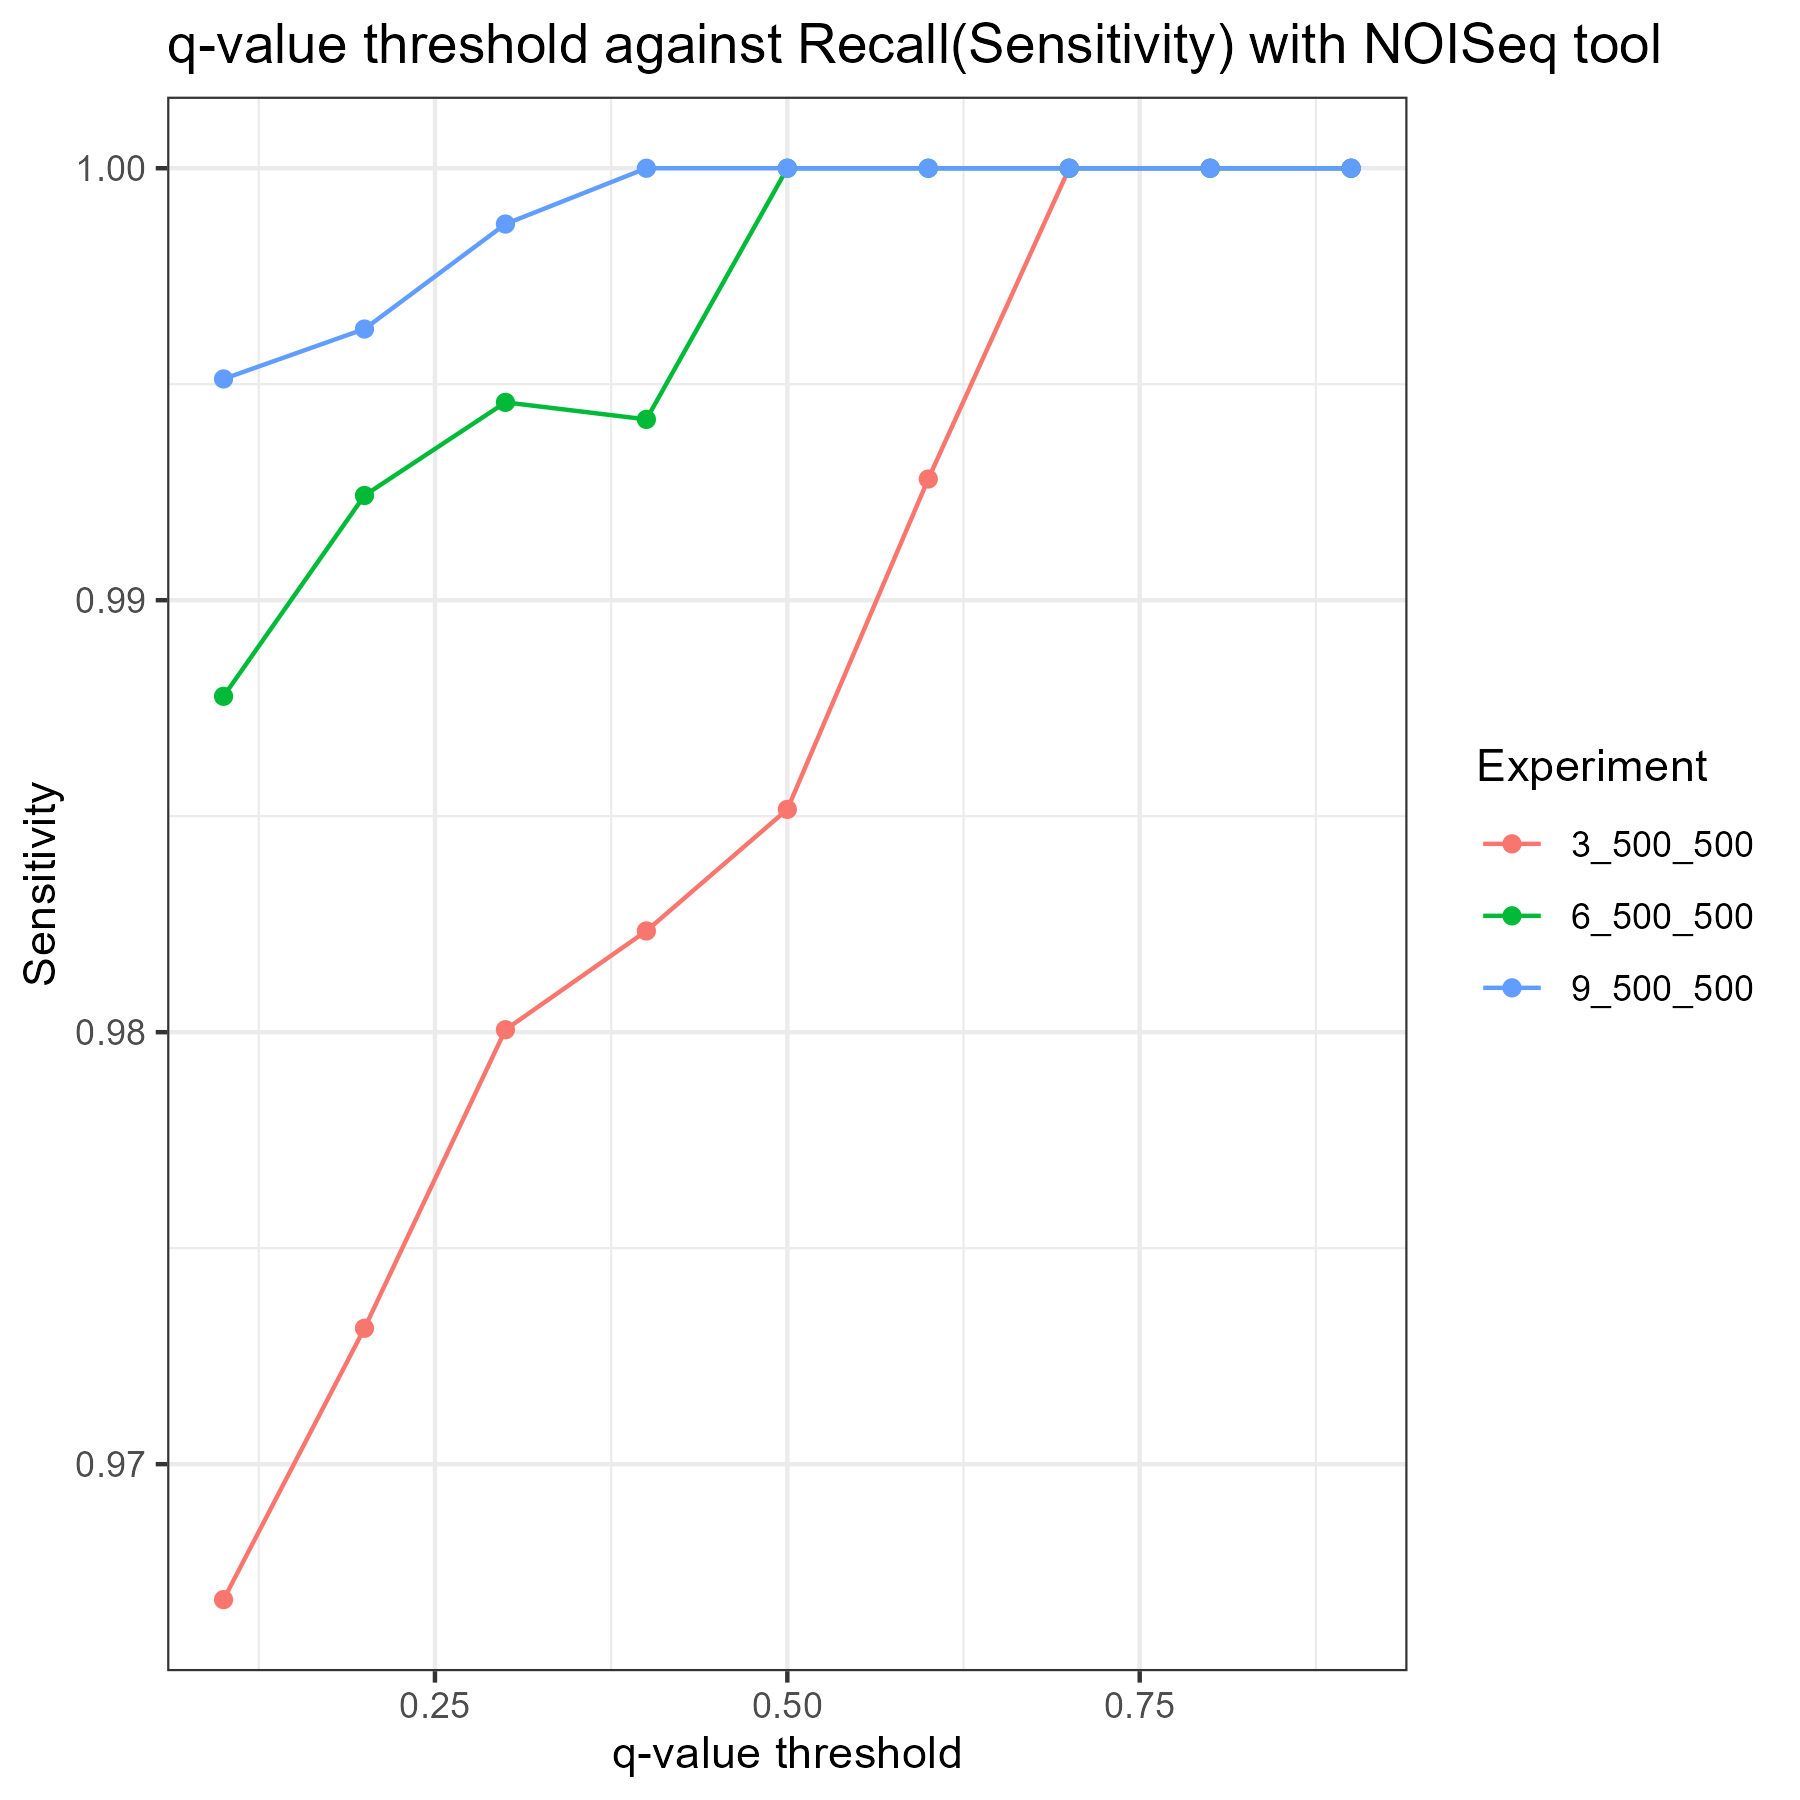 q-value threshold against Recall(Sensitivity) with NOISeq tool
Sensitivity
1.00
0.99
0.98
0.97
0.25 0.50 0.75
q-value threshold
Experiment
3_500_500
6_500_500
9_500_500